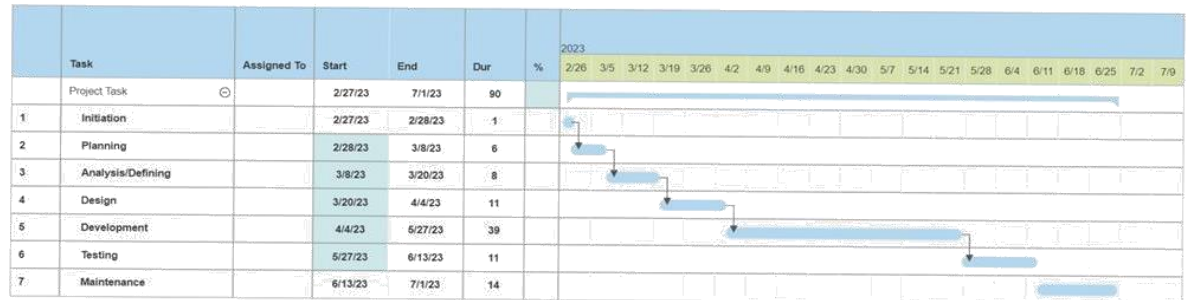 2023
Task Assigned To Start End Dur % 2/26 3/5 3/12 3/19 3/26 4/2 4/9 4/16 4/23 4/30 5/7 5/14 5/21 5/28 6/4 6/11 6/18 6/25 7/2 7/9
Project Task 2/27/23 7/1/23 90
1 Initiation 2/27/23 2/28/23 1
2 Planning 2/28/23 3/8/23 6
3 Analysis/Defining 3/8/23 3/20/23 8
4 Design 3/20/23 4/4/23 11
5 Development 4/4/23 5/27/23 39
6 Testing 5/27/23 6/13/23 11
7 Maintenance 6/13/23 7/1/23 14